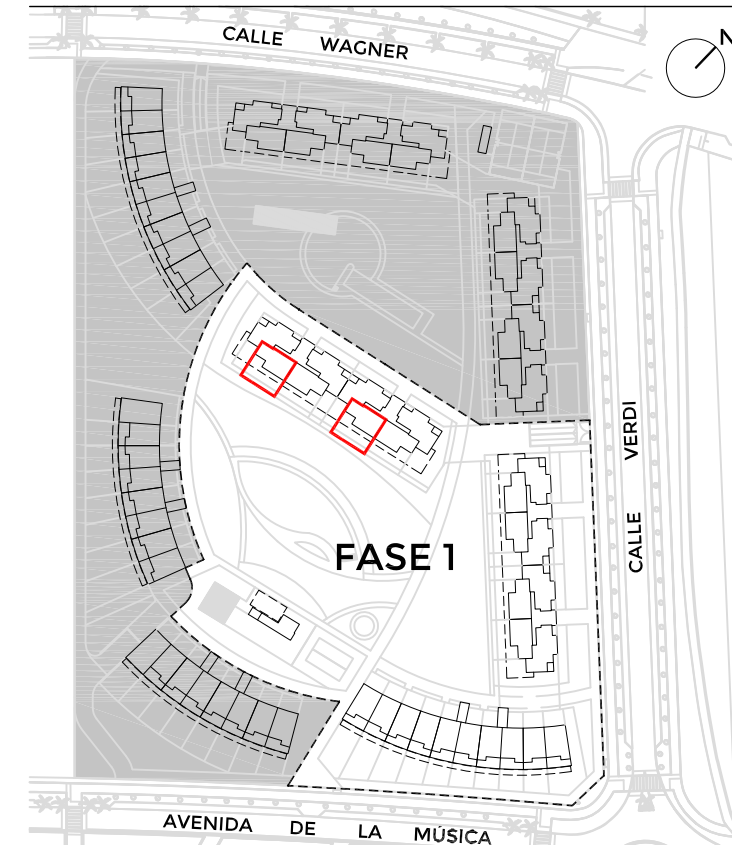 CALLE WAGNER
N
CALLE VERDI
FASE 1
AVENIDA DE LA MÚSICA